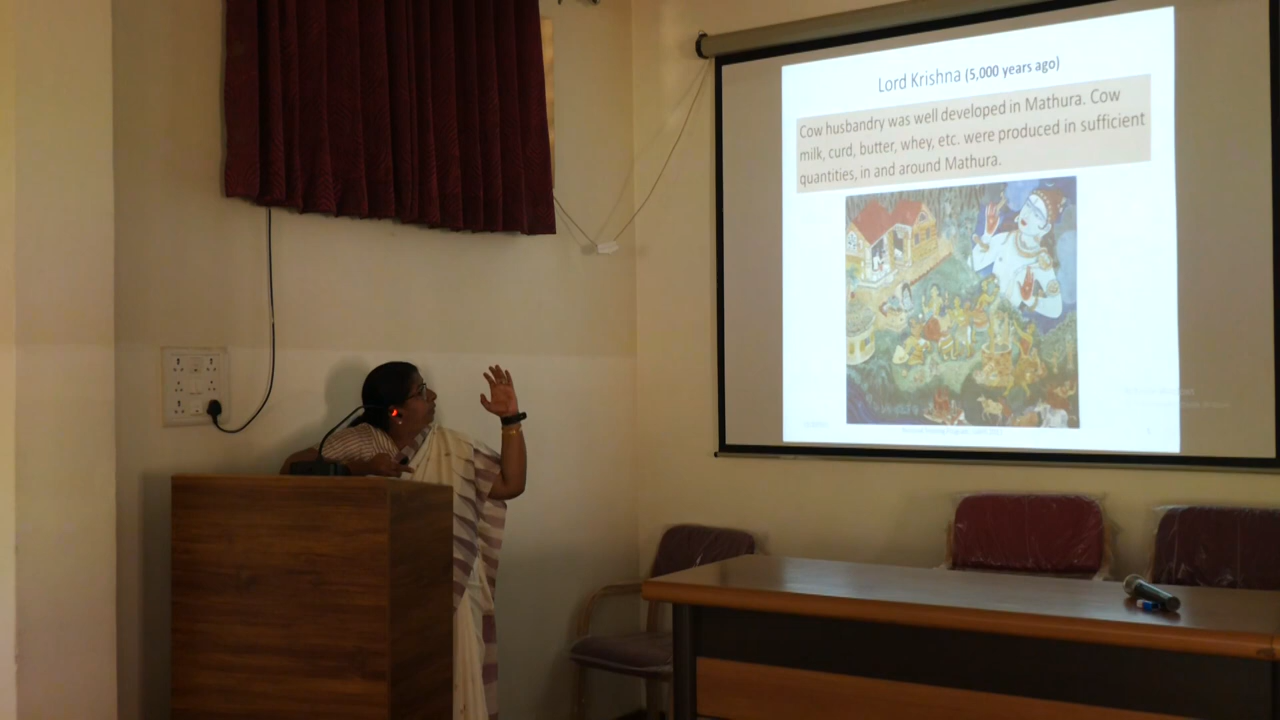 Lord Krishna (5,000 years ago)
Cow husbandry was well developed in Mathura. Cow
milk, curd, butter, whey, etc. were produced in sufficient
quantities, in and around Mathura.